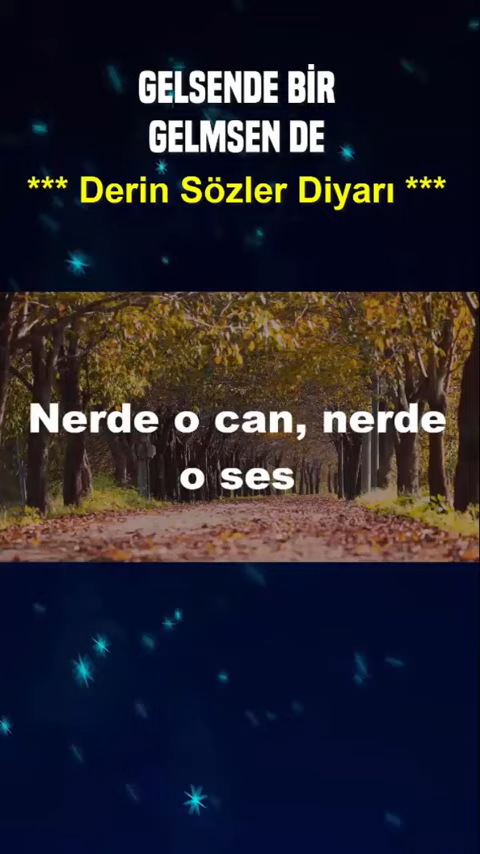 GELSENDE BİR
GELMSEN DE
*** Derin Sözler Diyarı ***
Nerde o can, nerde
o ses